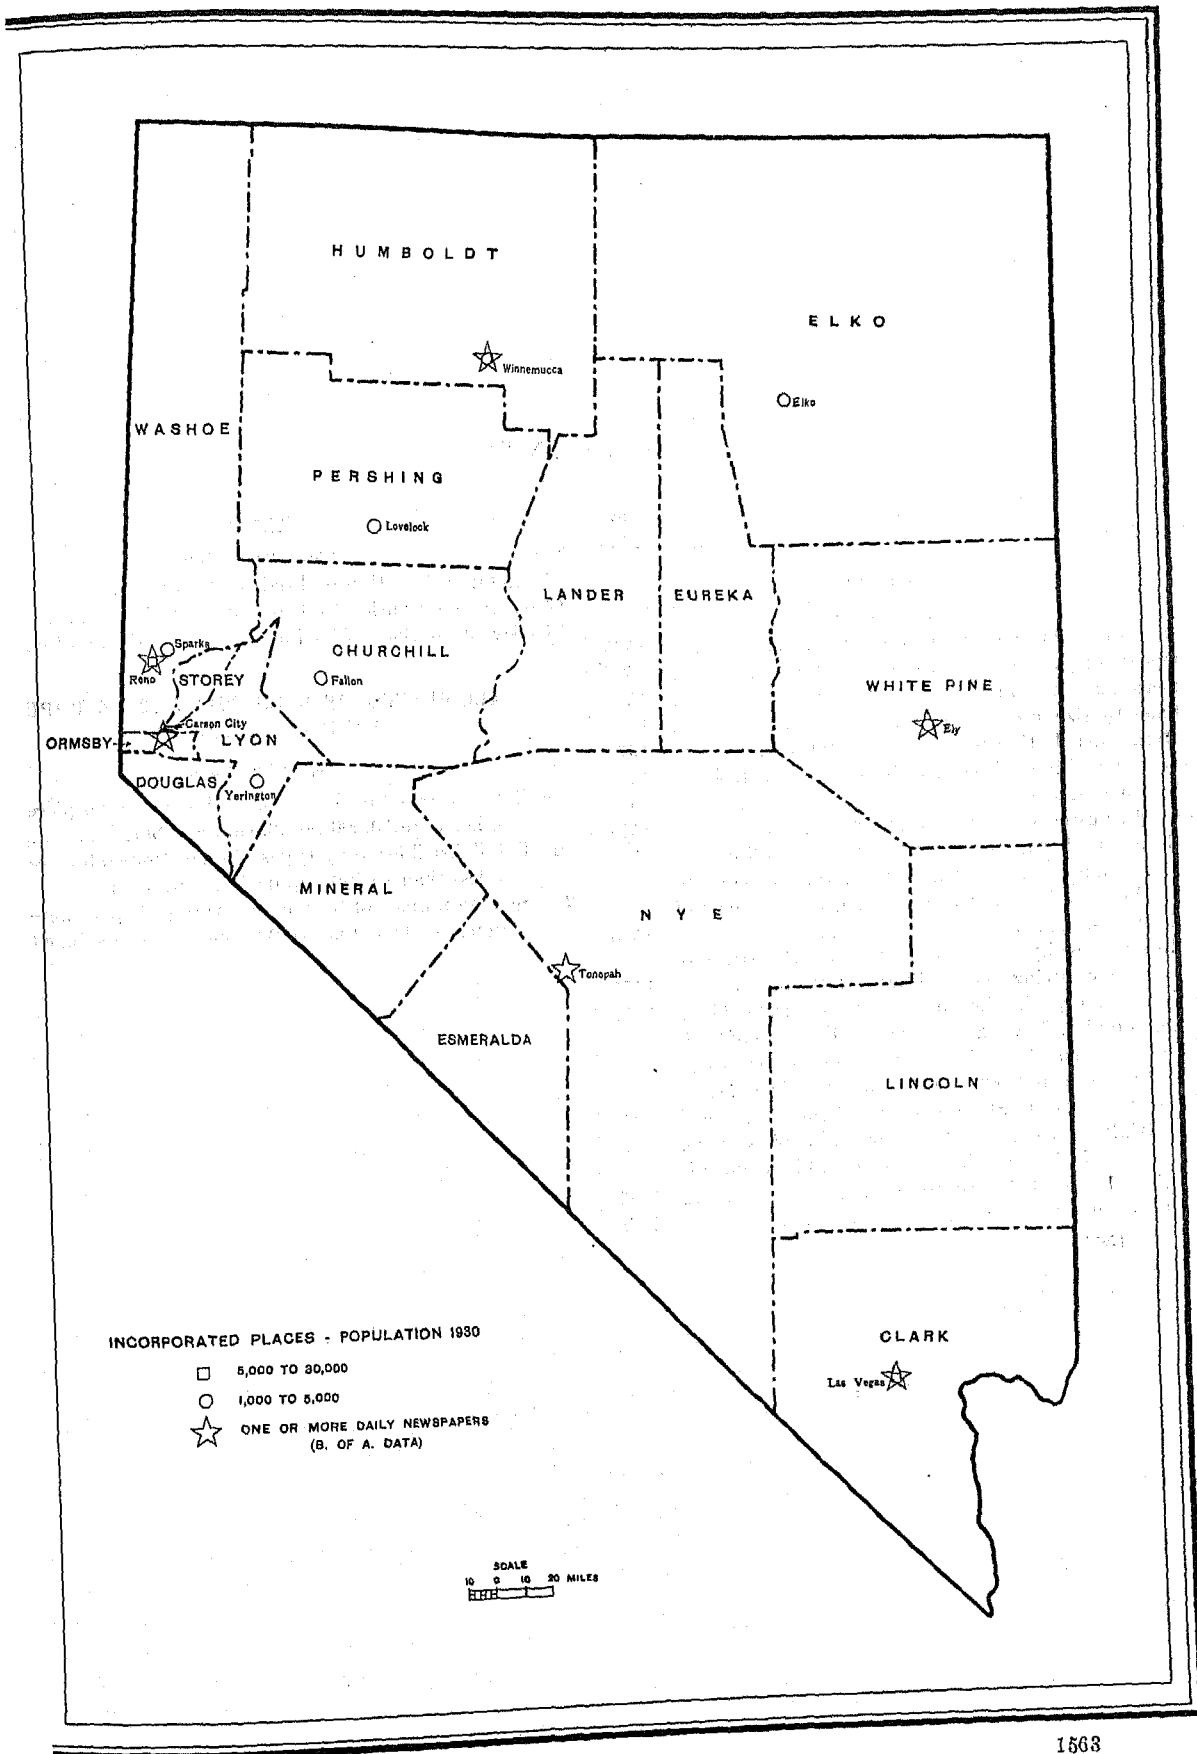 HUMBOLDT
ELKO
Winnemucca
Elko
WASHOE
PERSHING
Lovelock
LANDER
EUREKA
Sparks
Reno
STOREY
CHURCHILL
Fallon
WHITE PINE
Carson City
Ely
ORMSBY
LYON
DOUGLAS
Yerington
MINERAL
NYE
Tonopah
ESMERALDA
LINCOLN
CLARK
Las Vegas
INCORPORATED PLACES - POPULATION 1930
5,000 TO 30,000
1,000 TO 5,000
ONE OR MORE DAILY NEWSPAPERS
(B. OF A. DATA)
SCALE
10 0 10 20 MILES
1563